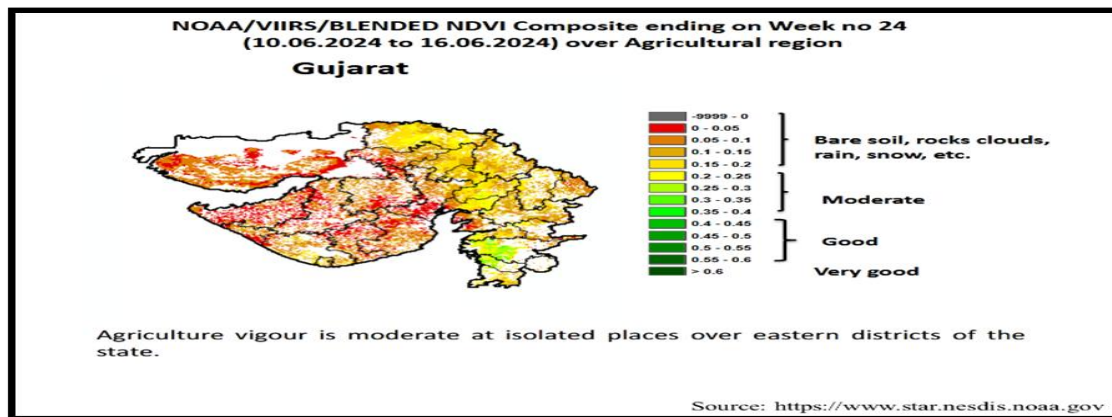 NOAA/VIIRS/BLENDED NDVI Composite ending on Week no 24
(10.06.2024 to 16.06.2024) over Agricultural region
Gujarat
-9999 - 0
0 - 0.05
0.05 - 0.1
0.1 - 0.15
0.15 - 0.2
0.2 - 0.25
0.25 - 0.3
0.3 - 0.35
0.35 - 0.4
0.4 - 0.45
0.45 - 0.5
0.5 - 0.55
0.55 - 0.6
> 0.6
Bare soil, rocks clouds,
rain, snow, etc.
Moderate
Good
Very good
Agriculture vigour is moderate at isolated places over eastern districts of the
state.
Source: https://www.star.nesdis.noaa.gov